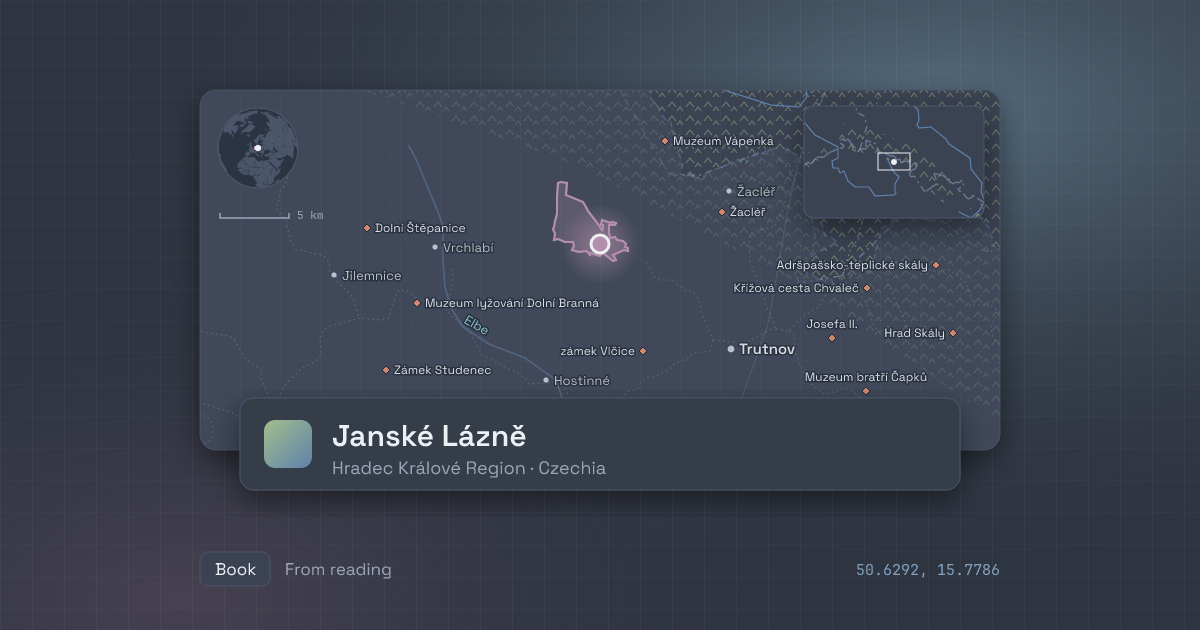 Muzeum Vápenka
Žacléř
Žacléř
5 km
Dolní Štěpanice
Vrchlabí
Adršpašsko-teplické skály
Jilemnice
Křížová cesta Chvaleč
Muzeum lyžování Dolní Branná
Elbe
Josefa II.
Hrad Skály
zámek Vlčice
Trutnov
Zámek Studenec
Hostinné
Muzeum bratří Čapků
Janské Lázně
Hradec Králové Region · Czechia
Book
From reading
50.6292, 15.7786